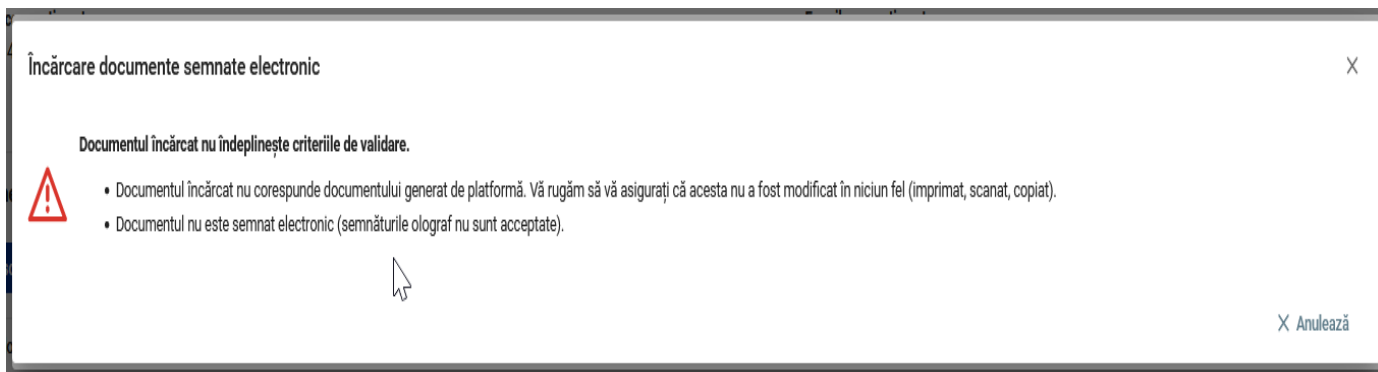 Încărcare documente semnate electronic
Documentul încărcat nu îndeplinește criteriile de validare.
• Documentul încărcat nu corespunde documentului generat de platformă. Vă rugăm să vă asigurați că acesta nu a fost modificat în niciun fel (imprimat, scanat, copiat).
• Documentul nu este semnat electronic (semnăturile olograf nu sunt acceptate).
Anulează